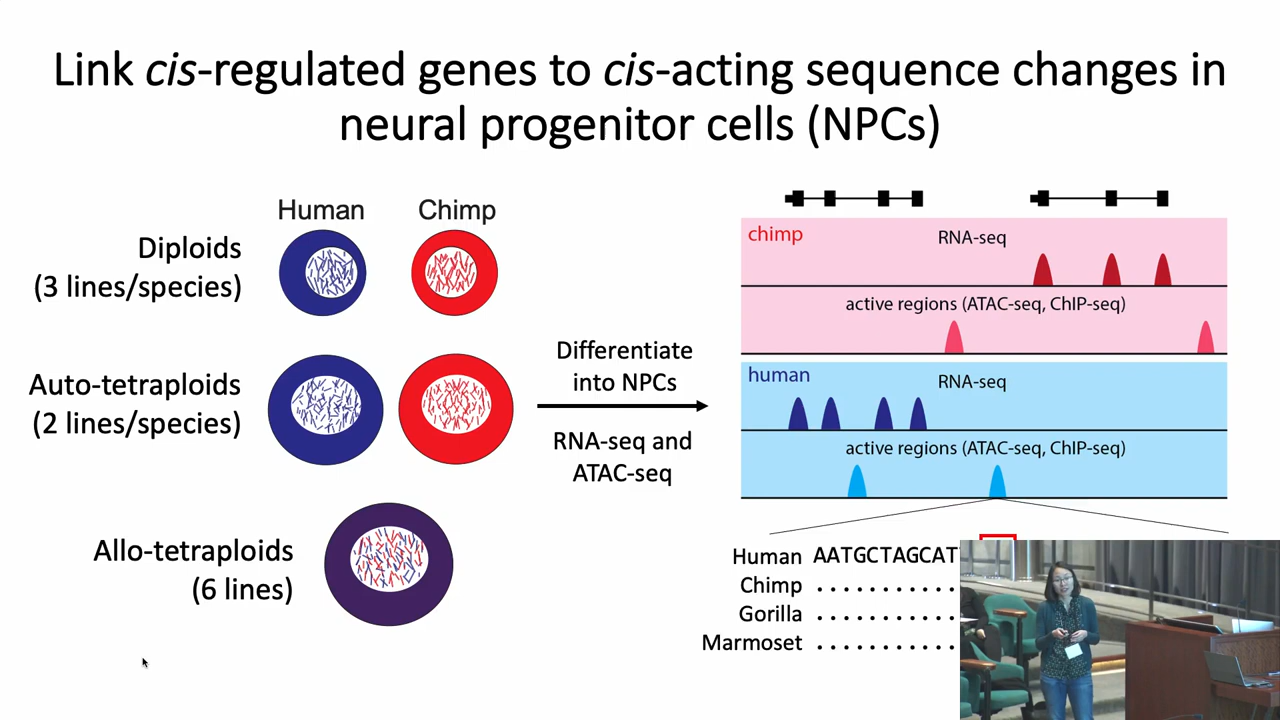 Link cis-regulated genes to cis-acting sequence changes in
neural progenitor cells (NPCs)
Human
Chimp
Diploids
(3 lines/species)
Auto-tetraploids
(2 lines/species)
Allo-tetraploids
(6 lines)
Differentiate
into NPCs
RNA-seq and
ATAC-seq
chimp
RNA-seq
active regions (ATAC-seq, ChIP-seq)
human
RNA-seq
active regions (ATAC-seq, ChIP-seq)
Human AATGCTAGCAT
Chimp ..........
Gorilla ..........
Marmoset ..........